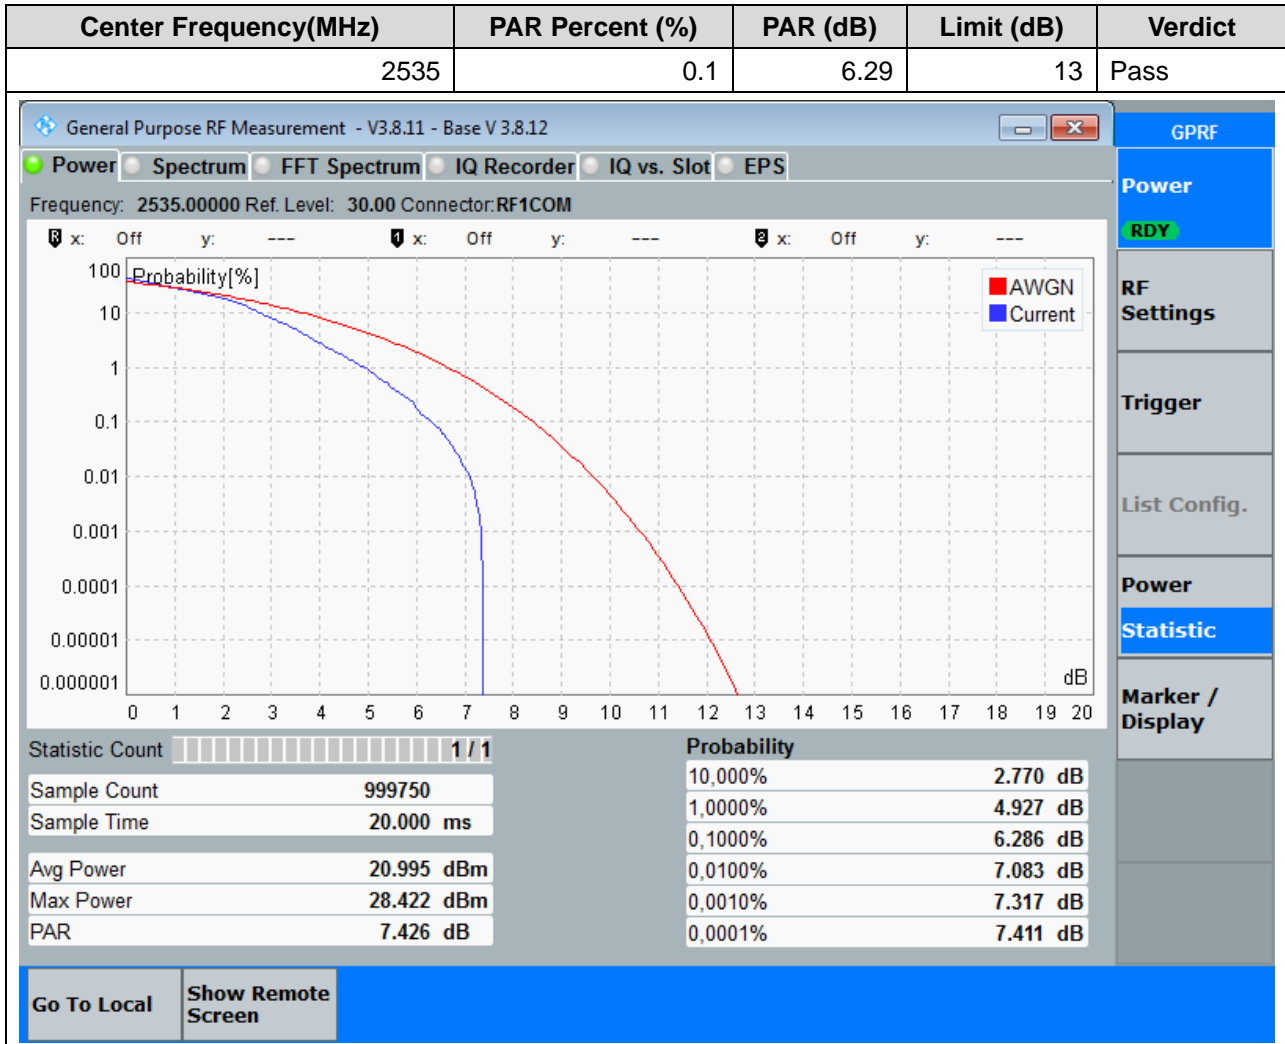 Center Frequency(MHz) PAR Percent (%) PAR (dB) Limit (dB) Verdict
2535 0.1 6.29 13 Pass
General Purpose RF Measurement - V3.8.11 - Base V 3.8.12
GPRF
Power Spectrum FFT Spectrum IQ Recorder IQ vs. Slot EPS
Power
RDY
Frequency: 2535.00000 Ref. Level: 30.00 Connector:RF1COM
R x: Off y: --- 1 x: Off y: --- 2 x: Off y: ---
100 Probability[%]
AWGN
Current
10
1
0.1
0.01
0.001
0.0001
0.00001
0.000001
dB
0 1 2 3 4 5 6 7 8 9 10 11 12 13 14 15 16 17 18 19 20
RF
Settings
Trigger
List Config.
Power
Statistic
Marker /
Display
Statistic Count 1 / 1
Sample Count 999750
Sample Time 20.000 ms
Avg Power 20.995 dBm
Max Power 28.422 dBm
PAR 7.426 dB
Probability
10,000% 2.770 dB
1,0000% 4.927 dB
0,1000% 6.286 dB
0,0100% 7.083 dB
0,0010% 7.317 dB
0,0001% 7.411 dB
Go To Local
Show Remote
Screen